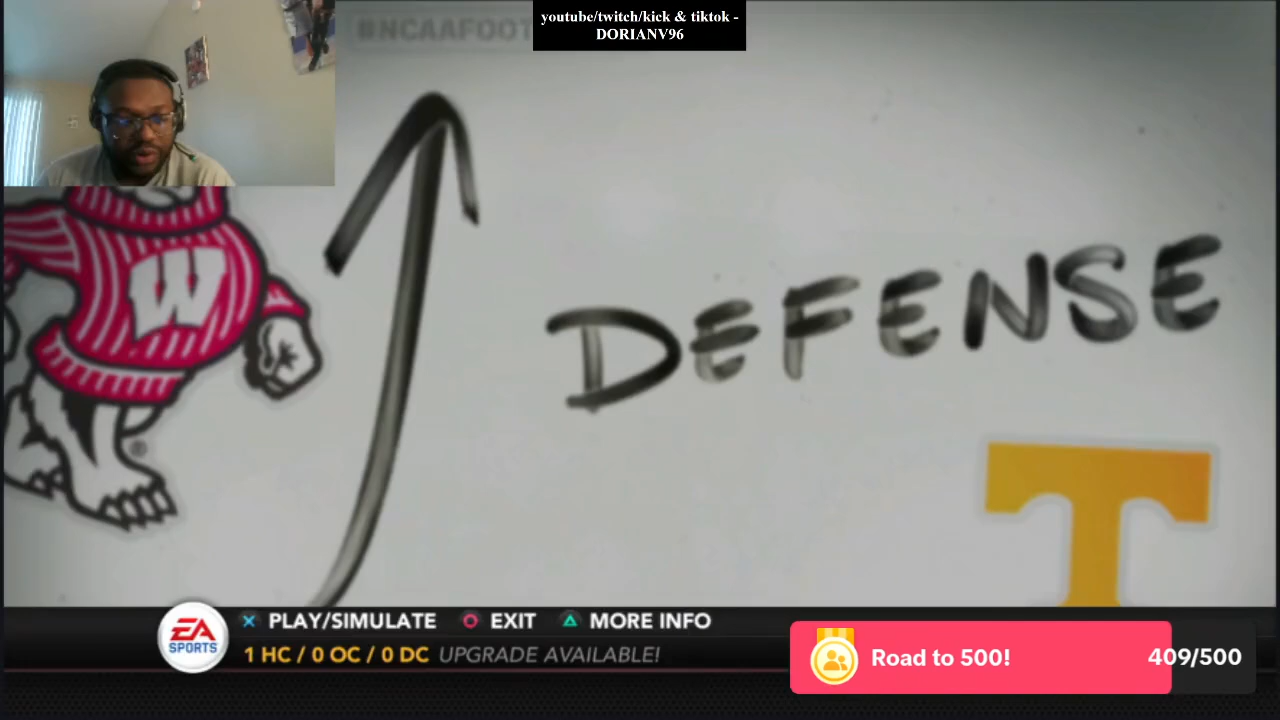 youtube/twitch/kick & tiktok -
DORIANV96
#NCAAFOOT
W
DEFENSE
®
T
EA
SPORTS
PLAY/SIMULATE EXIT MORE INFO
1 HC / 0 OC / 0 DC UPGRADE AVAILABLE!
Road to 500! 409/500